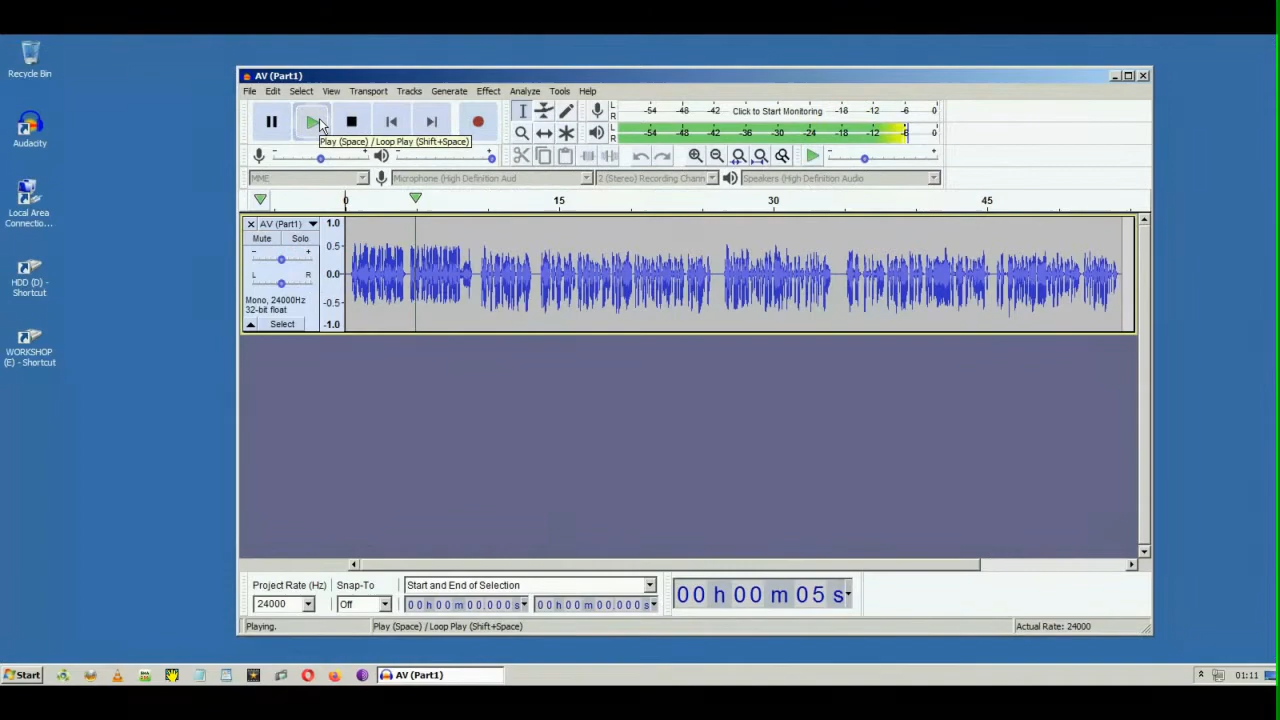 Recycle Bin
Audacity
Local Area
Connectio...
HDD (D) -
Shortcut
WORKSHOP
(E) - Shortcut
AV (Part1)
File Edit Select View Transport Tracks Generate Effect Analyze Tools Help
L
R
-54 -48 -42 Click to Start Monitoring -12 -6 0
L
R
-54 -48 -42 -36 -30 -24 -18 -12 -6 0
Play (Space) / Loop Play (Shift+Space)
MME Microphone (High Definition Aud 2 (Stereo) Recording Chann Speakers (High Definition Audio
0 15 30 45
AV (Part1)
Mute Solo
- +
L R
Mono, 24000Hz
32-bit float
Select
1.0
0.5
0.0
-0.5
-1.0
Project Rate (Hz) Snap-To Start and End of Selection
24000 Off 00 h 00 m 00.000 s 00 h 00 m 00.000 s
00 h 00 m 05 s
Playing. Play (Space) / Loop Play (Shift+Space) Actual Rate: 24000
Start AV (Part1) 01:11